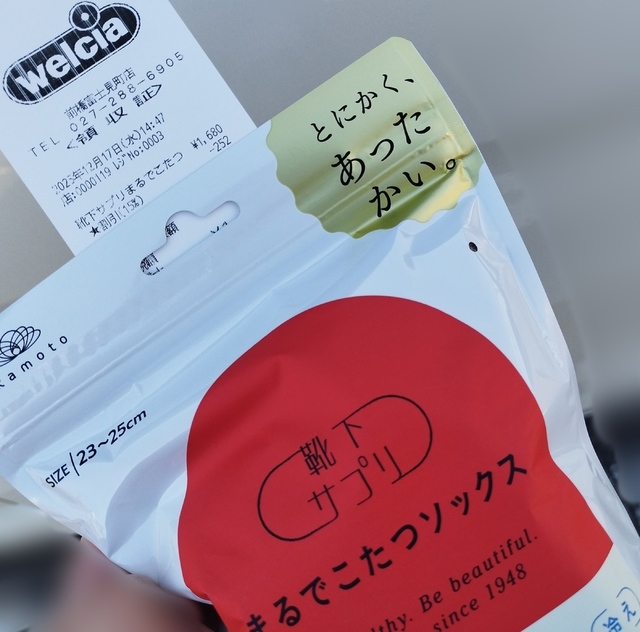 welcia
前橋富士見町店
TEL 027-288-6905
<領収証>
2025年12月17日(水)14:47
店:0000119 レジNo:0003
靴下サプリまるでこたつ ¥1,680
★割引(15%) -252
とにかく、
あった
かい。
SIZE/23~25cm
靴下
サプリ
まるでこたつソックス
Be beautiful.
since 1948
冷え